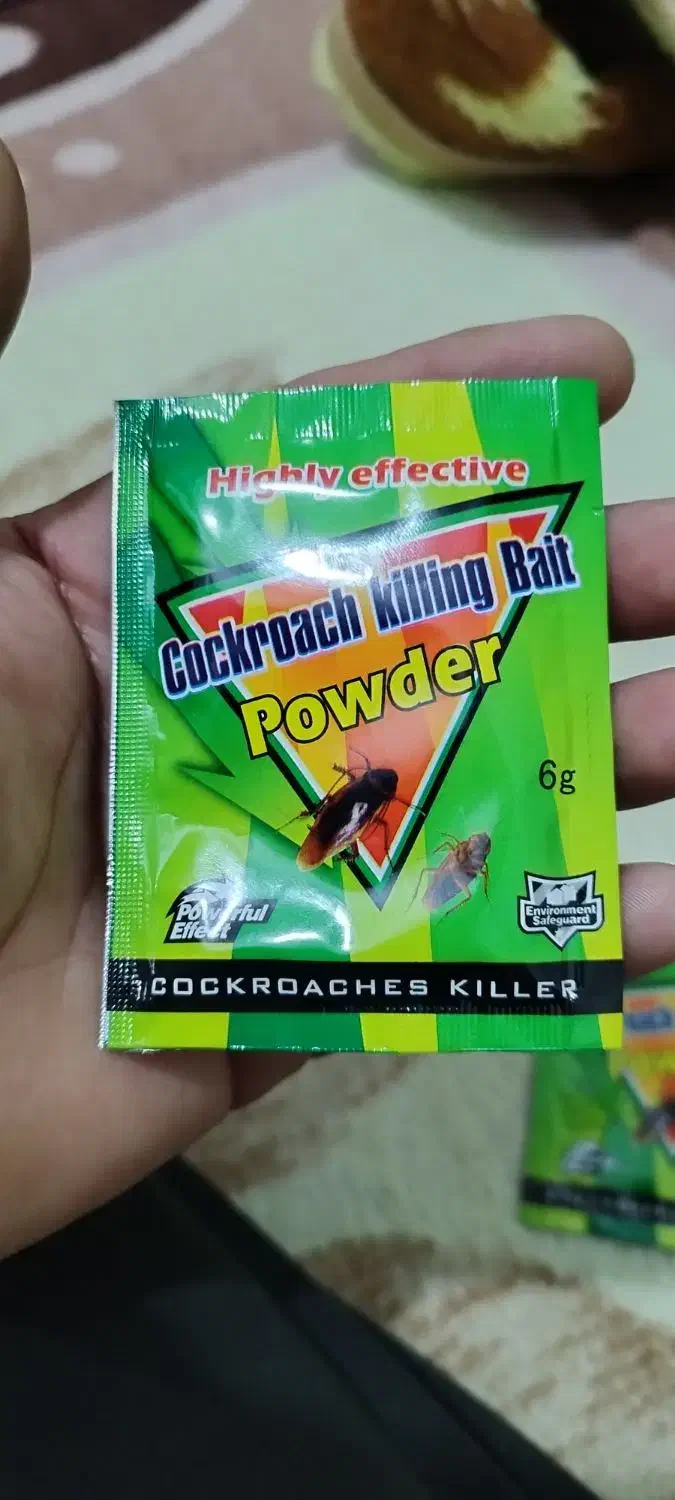 Highly effective
Cockroach killing Bait
Powder
6g
Powerful
Effect
Environment
Safeguard
COCKROACHES KILLER